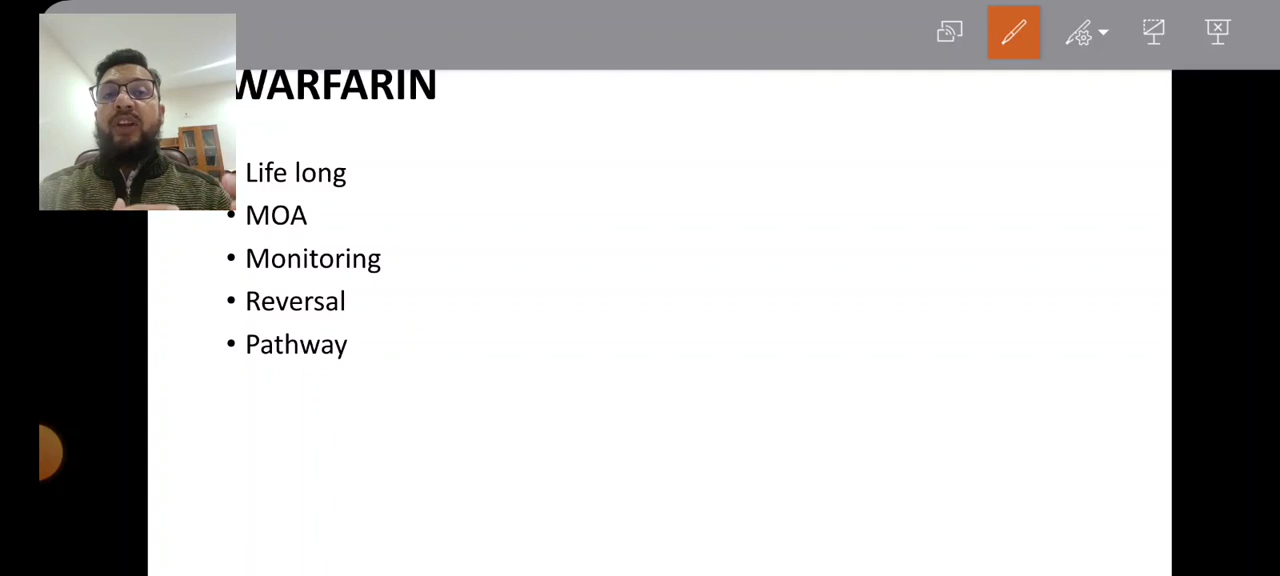 WARFARIN
Life long
• MOA
• Monitoring
• Reversal
• Pathway